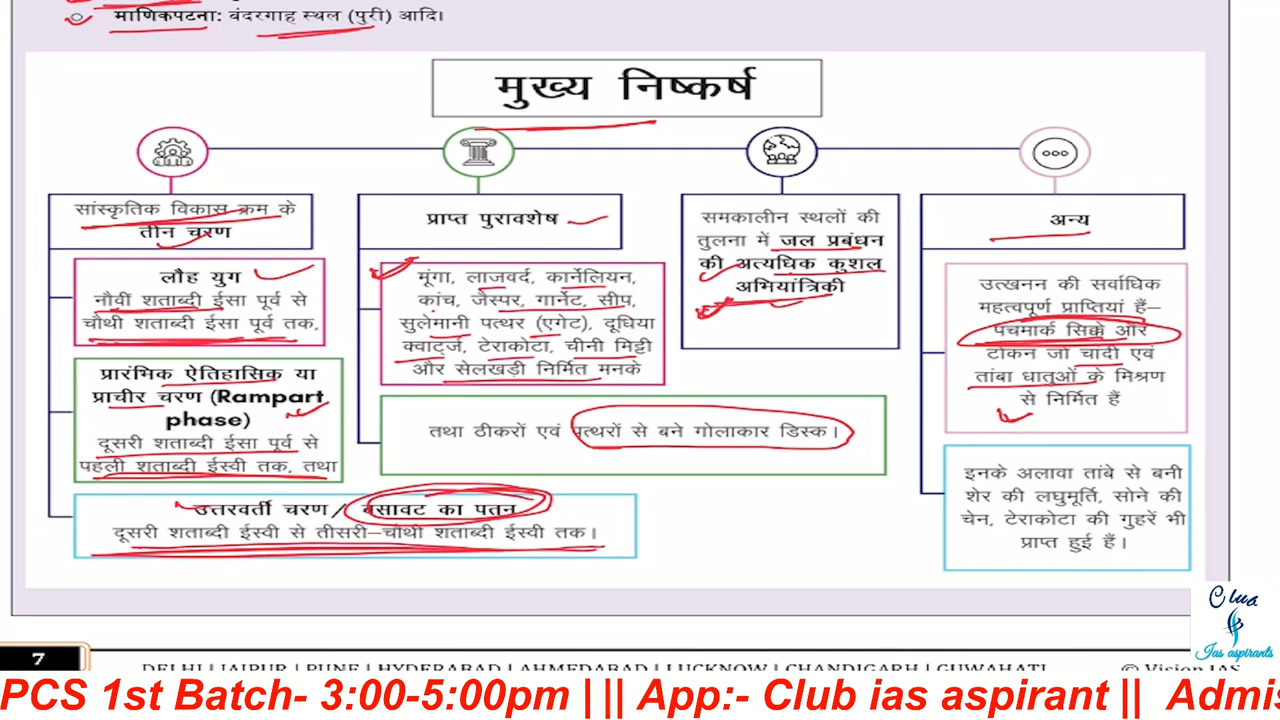 माणिकपटना: बंदरगाह स्थल (पुरी) आदि।
मुख्य निष्कर्ष
सांस्कृतिक विकास क्रम के
तीन चरण
लौह युग
नौवीं शताब्दी ईसा पूर्व से
चौथी शताब्दी ईसा पूर्व तक,
प्रारंभिक ऐतिहासिक या
प्राचीर चरण (Rampart
phase)
दूसरी शताब्दी ईसा पूर्व से
पहली शताब्दी ईस्वी तक, तथा
उत्तरवर्ती चरण/ बसावट का पतन
दूसरी शताब्दी ईस्वी से तीसरी–चौथी शताब्दी ईस्वी तक।
प्राप्त पुरावशेष
मूंगा, लाजवर्द, कार्नेलियन,
कांच, जैस्पर, गार्नेट, सीप,
सुलेमानी पत्थर (एगेट), दूधिया
क्वार्ट्ज, टेराकोटा, चीनी मिट्टी
और सेलखड़ी निर्मित मनके
तथा ठीकरों एवं पत्थरों से बने गोलाकार डिस्क।
समकालीन स्थलों की
तुलना में जल प्रबंधन
की अत्यधिक कुशल
अभियांत्रिकी
अन्य
उत्खनन की सर्वाधिक
महत्वपूर्ण प्राप्तियां हैं–
पंचमार्क सिक्के और
टोकन जो चादी एवं
तांबा धातुओं के मिश्रण
से निर्मित हैं
इनके अलावा तांबे से बनी
शेर की लघुमूर्ति, सोने की
चेन, टेराकोटा की गुहरें भी
प्राप्त हुई हैं।
Clua
Ias aspirants
7
DELHI | JAIPUR | PUNE | HYDERABAD | AHMEDABAD | LUCKNOW | CHANDIGARH | GUWAHATI
© Vision IAS
PCS 1st Batch- 3:00-5:00pm | || App:- Club ias aspirant || Admis